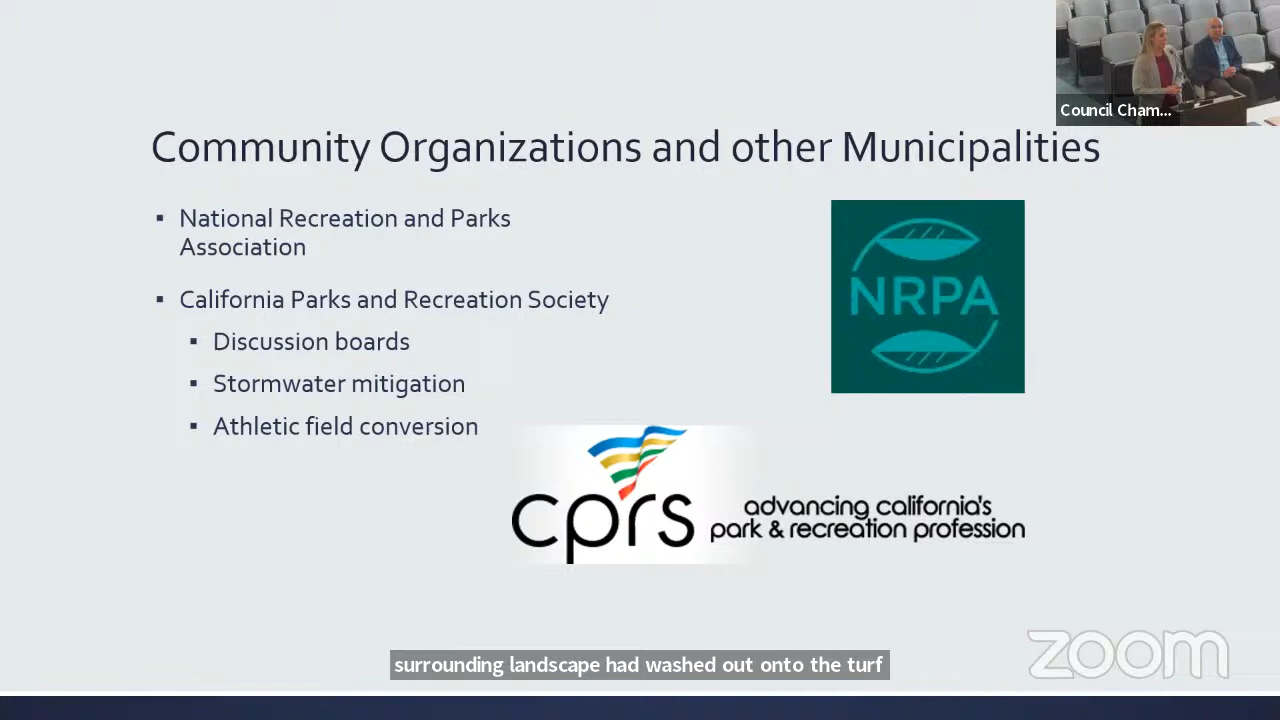 Council Cham...
Community Organizations and other Municipalities
▪ National Recreation and Parks
Association
▪ California Parks and Recreation Society
▪ Discussion boards
▪ Stormwater mitigation
▪ Athletic field conversion
NRPA
cprs
advancing california's
park & recreation profession
surrounding landscape had washed out onto the turf
zoom